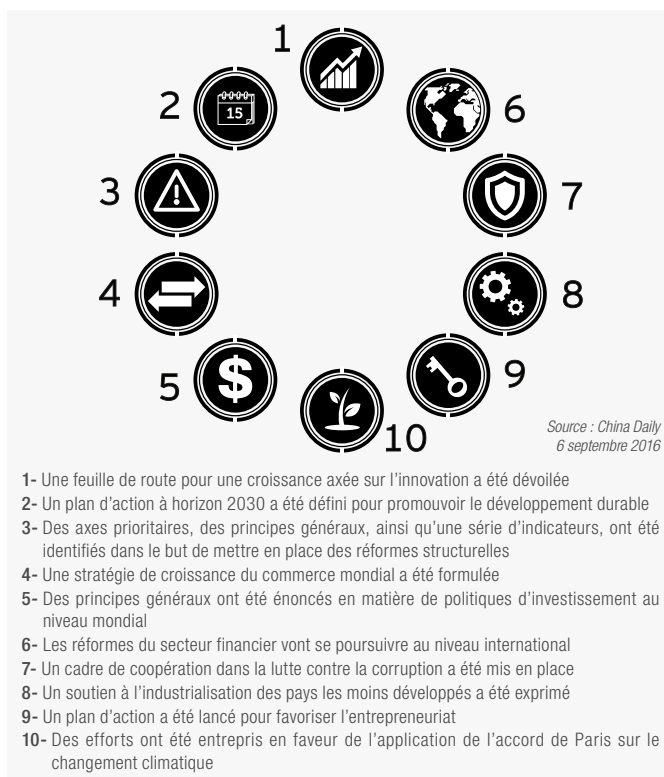 1
2
15
6
3
7
4
8
5
$
9
10
Source : China Daily
6 septembre 2016
1- Une feuille de route pour une croissance axée sur l'innovation a été dévoilée
2- Un plan d'action à horizon 2030 a été défini pour promouvoir le développement durable
3- Des axes prioritaires, des principes généraux, ainsi qu'une série d'indicateurs, ont été
identifiés dans le but de mettre en place des réformes structurelles
4- Une stratégie de croissance du commerce mondial a été formulée
5- Des principes généraux ont été énoncés en matière de politiques d'investissement au
niveau mondial
6- Les réformes du secteur financier vont se poursuivre au niveau international
7- Un cadre de coopération dans la lutte contre la corruption a été mis en place
8- Un soutien à l'industrialisation des pays les moins développés a été exprimé
9- Un plan d'action a été lancé pour favoriser l'entrepreneuriat
10- Des efforts ont été entrepris en faveur de l'application de l'accord de Paris sur le
changement climatique